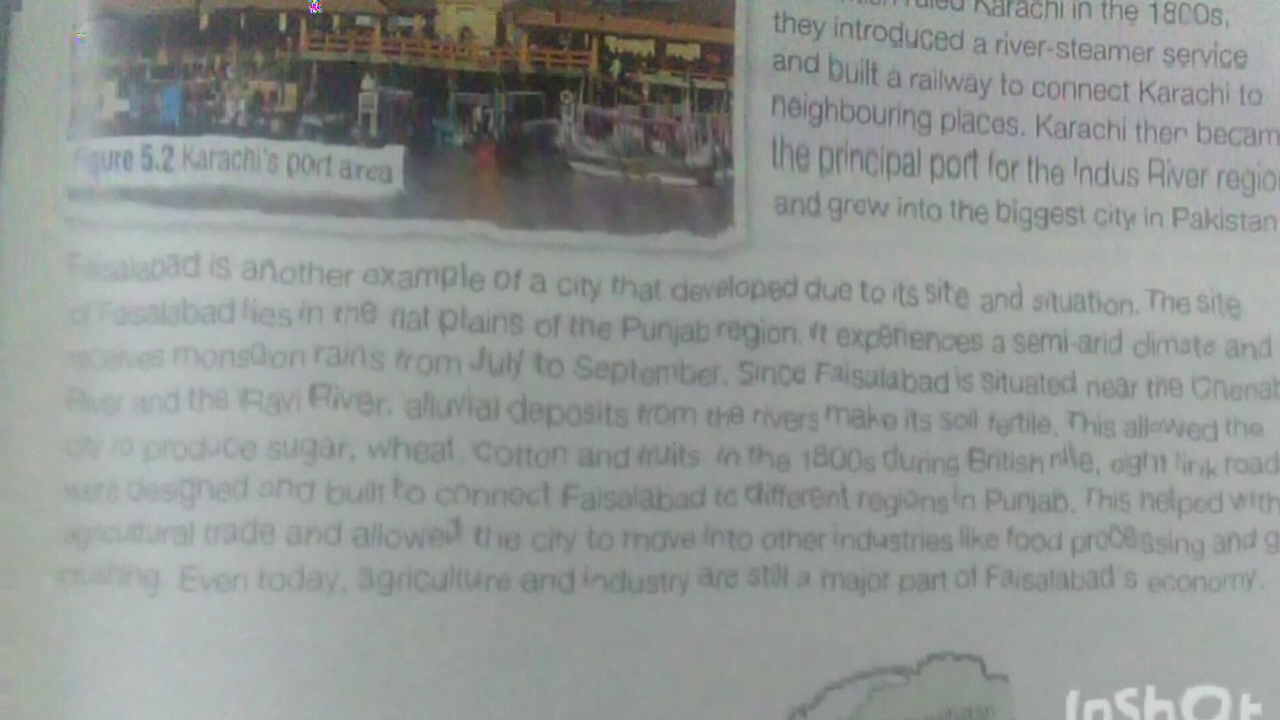 ruled Karachi in the 1800s,
they introduced a river-steamer service
and built a railway to connect Karachi to
neighbouring places. Karachi then becam
the principal port for the Indus River regio
and grew into the biggest city in Pakistan
Figure 5.2 Karachi's port area
Faisalabad is another example of a city that developed due to its site and situation. The site
of Faisalabad lies in the flat plains of the Punjab region. It experiences a semi-arid climate and
receives monsoon rains from July to September. Since Faisalabad is situated near the Chenab
River and the Ravi River, alluvial deposits from the rivers make its soil fertile. This allowed the
city to produce sugar, wheat, cotton and fruits. In the 1800s during British rule, eight link road
were designed and built to connect Faisalabad to different regions in Punjab. This helped with
agricultural trade and allowed the city to move into other industries like food processing and g
crushing. Even today, agriculture and industry are still a major part of Faisalabad's economy.
InShOt